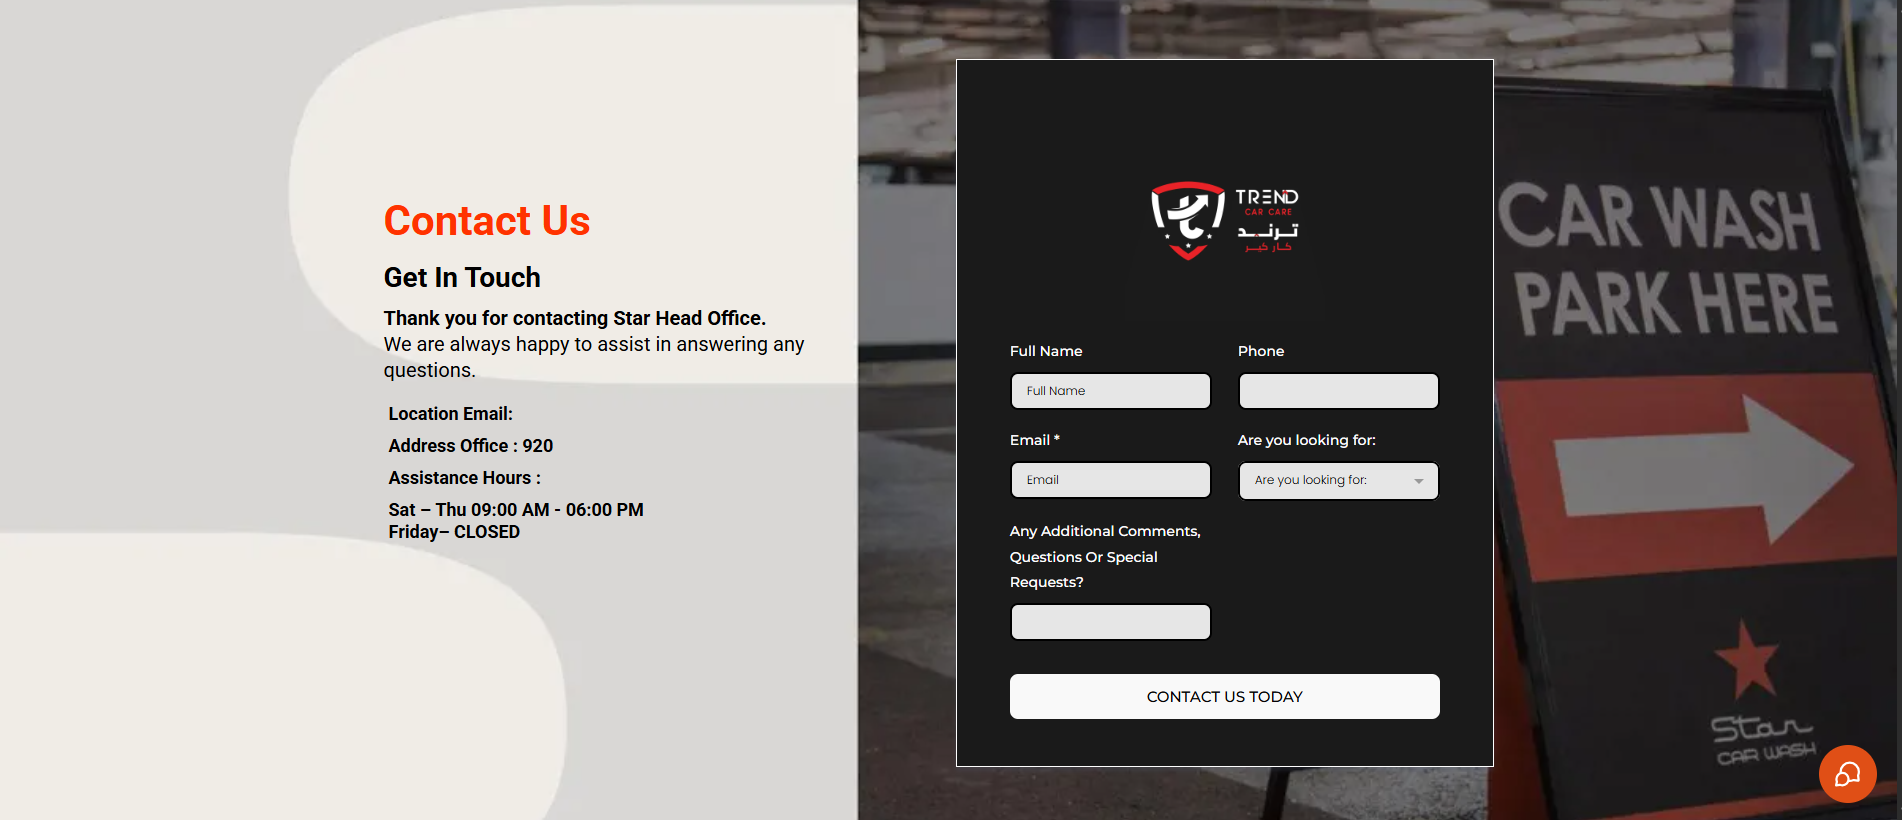 Contact Us
Get In Touch
Thank you for contacting Star Head Office.
We are always happy to assist in answering any
questions.
Location Email:
Address Office : 920
Assistance Hours :
Sat – Thu 09:00 AM - 06:00 PM
Friday– CLOSED
TREND
CAR CARE
ترنيد
كار كير
Full Name
Phone
Full Name
Email *
Are you looking for:
Email
Are you looking for:
Any Additional Comments,
Questions Or Special
Requests?
CONTACT US TODAY
CAR WASH
PARK HERE
Star
CAR WASH